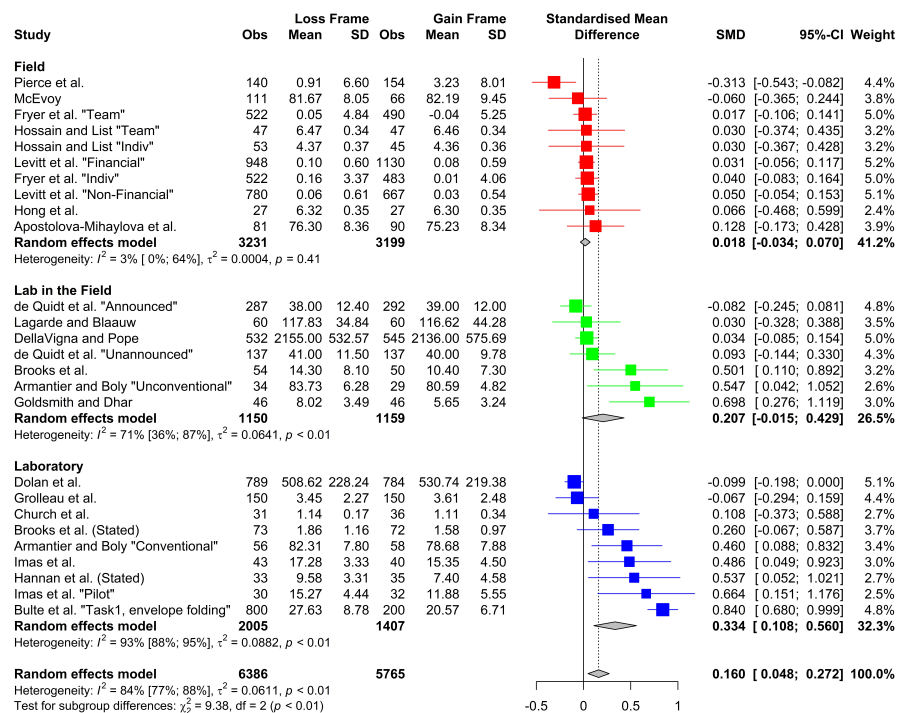 Loss Frame Gain Frame Standardised Mean
Study Obs Mean SD Obs Mean SD Difference SMD 95%-CI Weight
Field
Pierce et al. 140 0.91 6.60 154 3.23 8.01 -0.313 [-0.543; -0.082] 4.4%
McEvoy 111 81.67 8.05 66 82.19 9.45 -0.060 [-0.365; 0.244] 3.8%
Fryer et al. "Team" 522 0.05 4.84 490 -0.04 5.25 0.017 [-0.106; 0.141] 5.0%
Hossain and List "Team" 47 6.47 0.34 47 6.46 0.34 0.030 [-0.374; 0.435] 3.2%
Hossain and List "Indiv" 53 4.37 0.37 45 4.36 0.36 0.030 [-0.367; 0.428] 3.2%
Levitt et al. "Financial" 948 0.10 0.60 1130 0.08 0.59 0.031 [-0.056; 0.117] 5.2%
Fryer et al. "Indiv" 522 0.16 3.37 483 0.01 4.06 0.040 [-0.083; 0.164] 5.0%
Levitt et al. "Non-Financial" 780 0.06 0.61 667 0.03 0.54 0.050 [-0.054; 0.153] 5.1%
Hong et al. 27 6.32 0.35 27 6.30 0.35 0.066 [-0.468; 0.599] 2.4%
Apostolova-Mihaylova et al. 81 76.30 8.36 90 75.23 8.34 0.128 [-0.173; 0.428] 3.9%
Random effects model 3231 3199 0.018 [-0.034; 0.070] 41.2%
Heterogeneity: I² = 3% [ 0%; 64%], τ² = 0.0004, p = 0.41
Lab in the Field
de Quidt et al. "Announced" 287 38.00 12.40 292 39.00 12.00 -0.082 [-0.245; 0.081] 4.8%
Lagarde and Blaauw 60 117.83 34.84 60 116.62 44.28 0.030 [-0.328; 0.388] 3.5%
DellaVigna and Pope 532 2155.00 532.57 545 2136.00 575.69 0.034 [-0.085; 0.154] 5.0%
de Quidt et al. "Unannounced" 137 41.00 11.50 137 40.00 9.78 0.093 [-0.144; 0.330] 4.3%
Brooks et al. 54 14.30 8.10 50 10.40 7.30 0.501 [ 0.110; 0.892] 3.2%
Armantier and Boly "Unconventional" 34 83.73 6.28 29 80.59 4.82 0.547 [ 0.042; 1.052] 2.6%
Goldsmith and Dhar 46 8.02 3.49 46 5.65 3.24 0.698 [ 0.276; 1.119] 3.0%
Random effects model 1150 1159 0.207 [-0.015; 0.429] 26.5%
Heterogeneity: I² = 71% [36%; 87%], τ² = 0.0641, p < 0.01
Laboratory
Dolan et al. 789 508.62 228.24 784 530.74 219.38 -0.099 [-0.198; 0.000] 5.1%
Grolleau et al. 150 3.45 2.27 150 3.61 2.48 -0.067 [-0.294; 0.159] 4.4%
Church et al. 31 1.14 0.17 36 1.11 0.34 0.108 [-0.373; 0.588] 2.7%
Brooks et al. (Stated) 73 1.86 1.16 72 1.58 0.97 0.260 [-0.067; 0.587] 3.7%
Armantier and Boly "Conventional" 56 82.31 7.80 58 78.68 7.88 0.460 [ 0.088; 0.832] 3.4%
Imas et al. 43 17.28 3.33 40 15.35 4.50 0.486 [ 0.049; 0.923] 3.0%
Hannan et al. (Stated) 33 9.58 3.31 35 7.40 4.58 0.537 [ 0.052; 1.021] 2.7%
Imas et al. "Pilot" 30 15.27 4.44 32 11.88 5.55 0.664 [ 0.151; 1.176] 2.5%
Bulte et al. "Task1, envelope folding" 800 27.63 8.78 200 20.57 6.71 0.840 [ 0.680; 0.999] 4.8%
Random effects model 2005 1407 0.334 [ 0.108; 0.560] 32.3%
Heterogeneity: I² = 93% [88%; 95%], τ² = 0.0882, p < 0.01
Random effects model 6386 5765 0.160 [ 0.048; 0.272] 100.0%
Heterogeneity: I² = 84% [77%; 88%], τ² = 0.0611, p < 0.01
Test for subgroup differences: χ²₂ = 9.38, df = 2 (p < 0.01)
-0.5 0 0.5 1